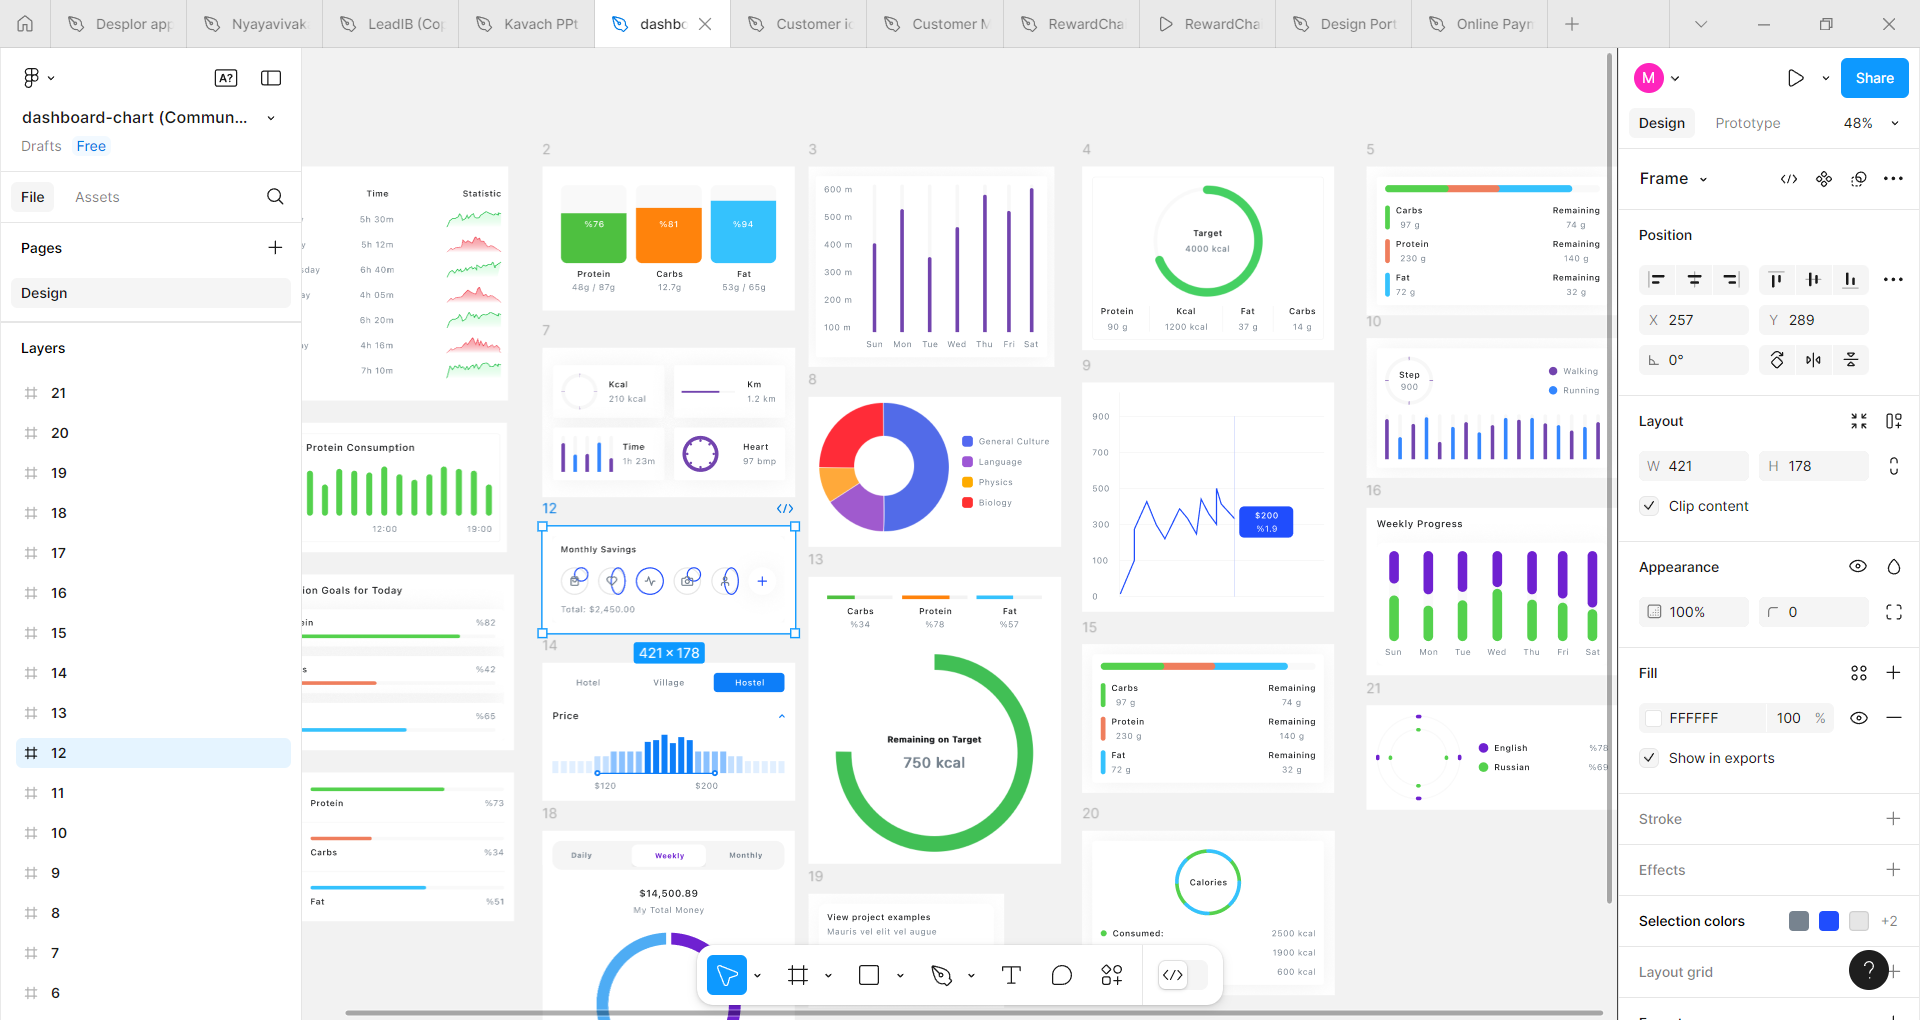 Desplor app
Nyayavivak
LeadIB (Cop
Kavach PPt
dashbo
Customer ic
Customer M
RewardCha
RewardCha
Design Port
Online Payn
A?
dashboard-chart (Commun...
Drafts
Free
File
Assets
Pages
Design
Layers
21
20
19
18
17
16
15
14
13
12
11
10
9
8
7
6
Time
Statistic
5h 30m
5h 12m
sday
6h 40m
ay
4h 05m
6h 20m
y
4h 16m
7h 10m
Protein Consumption
12:00
19:00
ion Goals for Today
ein
%82
s
%42
%65
Protein
%73
Carbs
%34
Fat
%51
2
%76
%81
%94
Protein
Carbs
Fat
48g / 87g
12.7g
53g / 65g
7
Kcal
210 kcal
Km
1.2 km
Time
1h 23m
Heart
97 bmp
12
Monthly Savings
Total: $2,450.00
421 × 178
14
Hotel
Village
Hostel
Price
$120
$200
18
Daily
Weekly
Monthly
$14,500.89
My Total Money
3
600 m
500 m
400 m
300 m
200 m
100 m
Sun
Mon
Tue
Wed
Thu
Fri
Sat
8
General Culture
Language
Physics
Biology
13
Carbs
Protein
Fat
%34
%78
%57
Remaining on Target
750 kcal
19
View project examples
Mauris vel elit vel augue
4
Target
4000 kcal
Protein
Kcal
Fat
Carbs
90 g
1200 kcal
37 g
14 g
9
900
700
500
300
100
0
$200
%1.9
15
Carbs
Remaining
97 g
74 g
Protein
Remaining
230 g
140 g
Fat
Remaining
72 g
32 g
20
Calories
Consumed:
2500 kcal
1900 kcal
600 kcal
5
Carbs
Remaining
97 g
74 g
Protein
Remaining
230 g
140 g
Fat
Remaining
72 g
32 g
10
Step
900
Walking
Running
16
Weekly Progress
Sun
Mon
Tue
Wed
Thu
Fri
Sat
21
English
%78
Russian
%69
M
Share
Design
Prototype
48%
Frame
Position
X 257
Y 289
0°
Layout
W 421
H 178
Clip content
Appearance
100%
0
Fill
FFFFFF
100 %
Show in exports
Stroke
Effects
Selection colors
+2
Layout grid
?